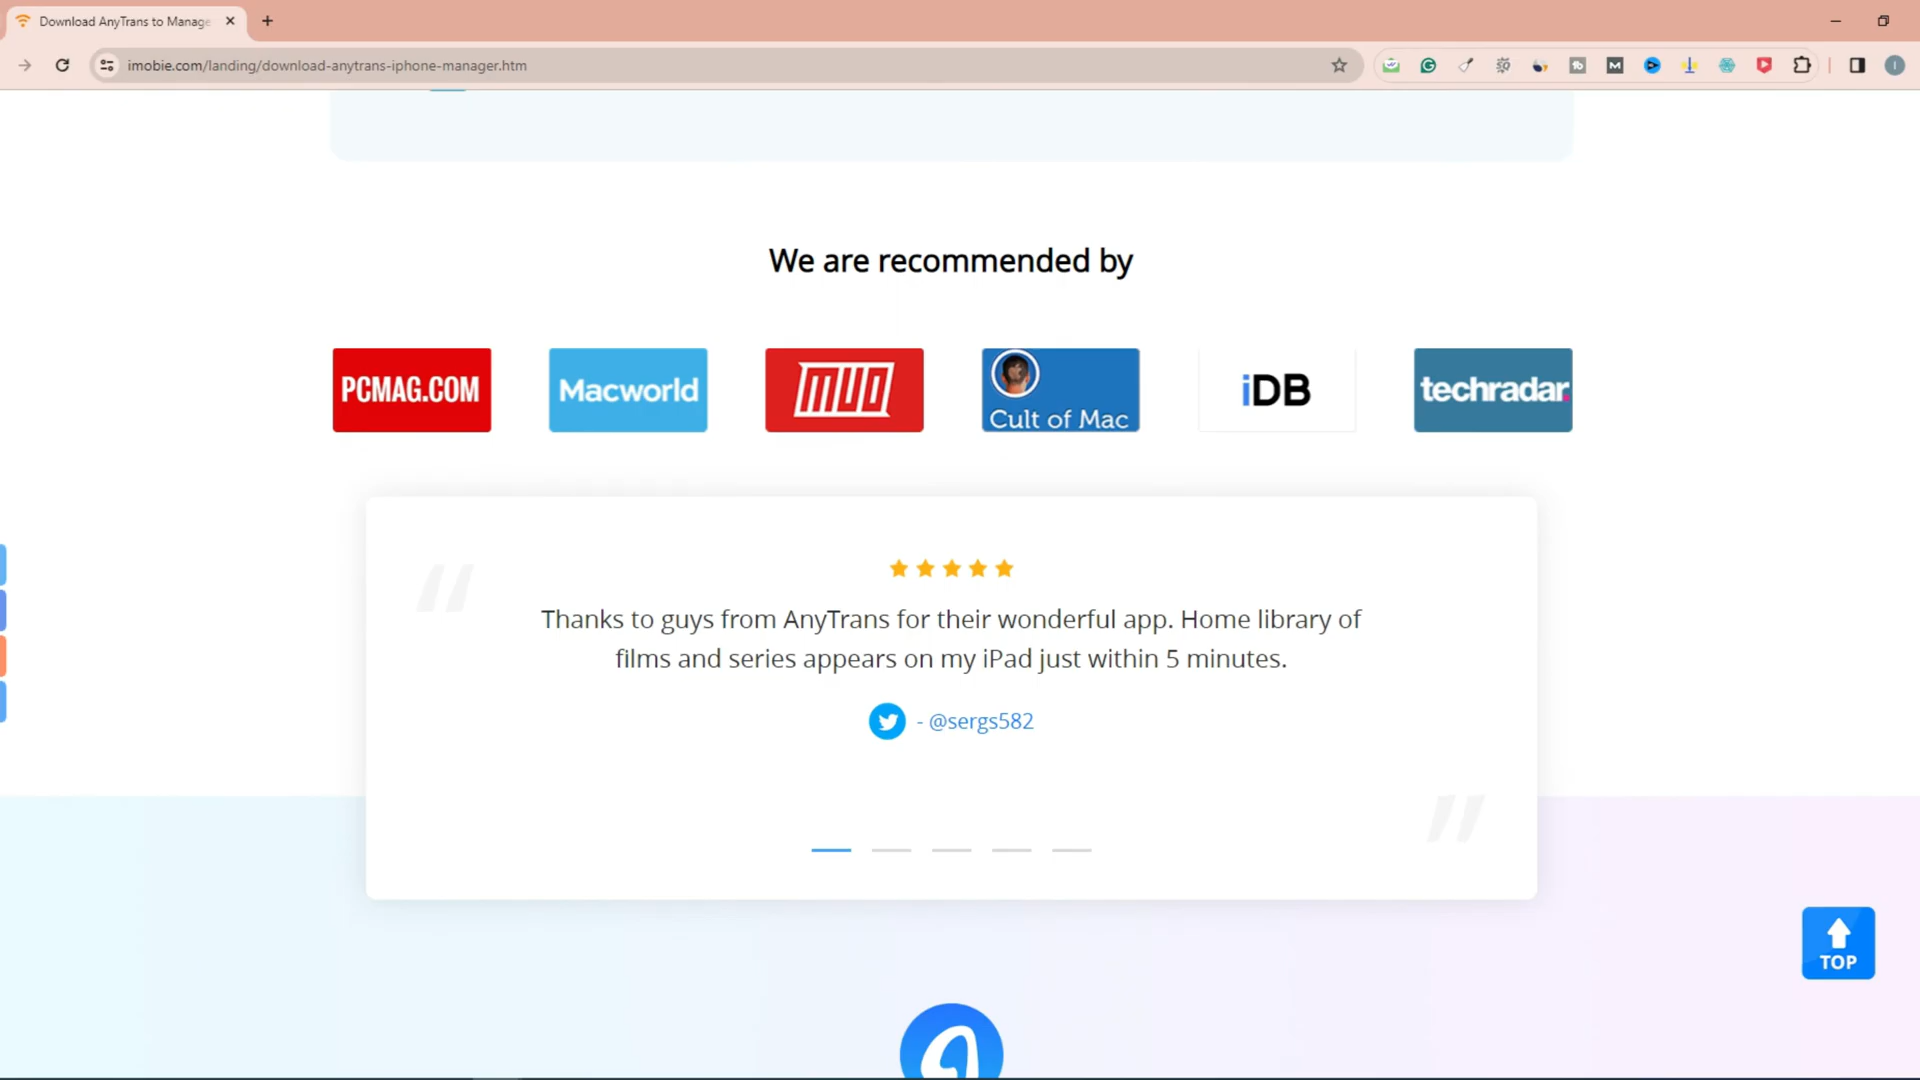 Download AnyTrans to Manage
imobie.com/landing/download-anytrans-iphone-manager.htm
We are recommended by
PCMAG.COM
Macworld
MUO
Cult of Mac
iDB
techradar.
Thanks to guys from AnyTrans for their wonderful app. Home library of
films and series appears on my iPad just within 5 minutes.
- @sergs582
TOP